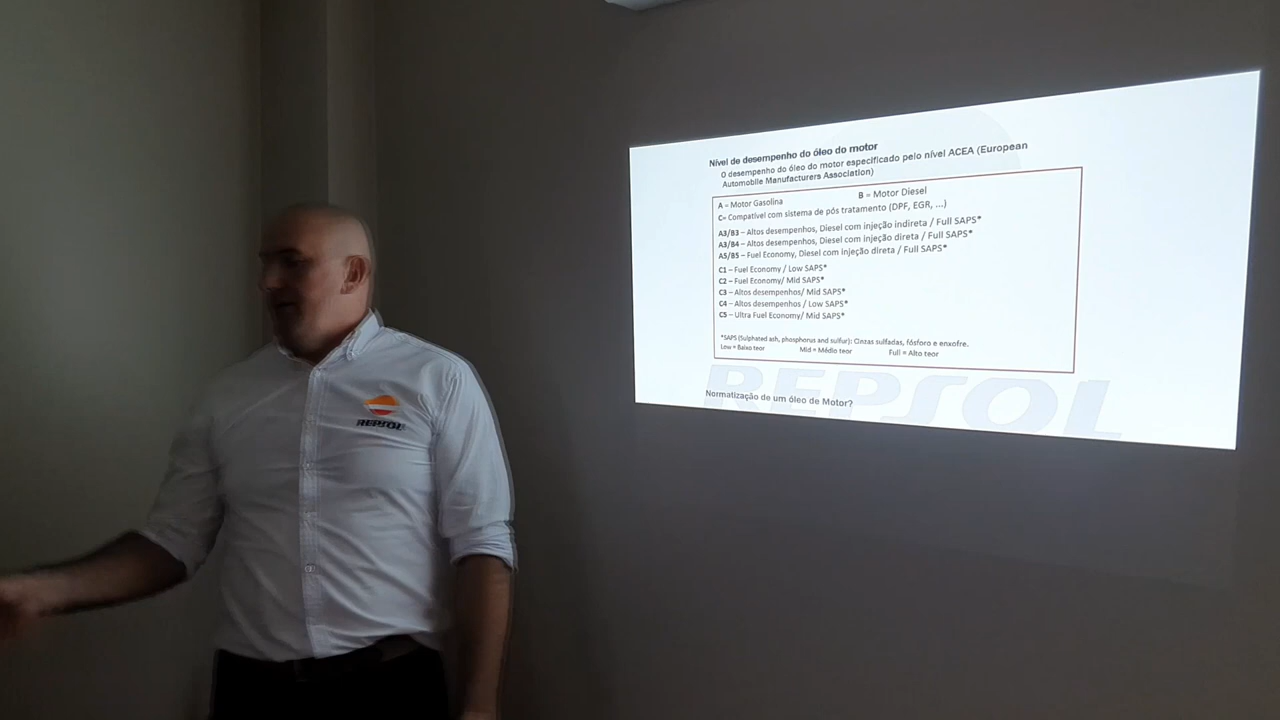 Nível de desempenho do óleo do motor
O desempenho do óleo do motor especificado pelo nível ACEA (European
Automobile Manufacturers Association)
A = Motor Gasolina B = Motor Diesel
C= Compatível com sistema de pós tratamento (DPF, EGR, ...)
A3/B3 – Altos desempenhos, Diesel com injeção indireta / Full SAPS*
A3/B4 – Altos desempenhos, Diesel com injeção direta / Full SAPS*
A5/B5 – Fuel Economy, Diesel com injeção direta / Full SAPS*
C1 – Fuel Economy / Low SAPS*
C2 – Fuel Economy/ Mid SAPS*
C3 – Altos desempenhos/ Mid SAPS*
C4 – Altos desempenhos / Low SAPS*
C5 – Ultra Fuel Economy/ Mid SAPS*
*SAPS (Sulphated ash, phosphorus and sulfur): Cinzas sulfadas, fósforo e enxofre.
Low = Baixo teor Mid = Médio teor Full = Alto teor
REPSOL
Normatização de um óleo de Motor?
REPSOL